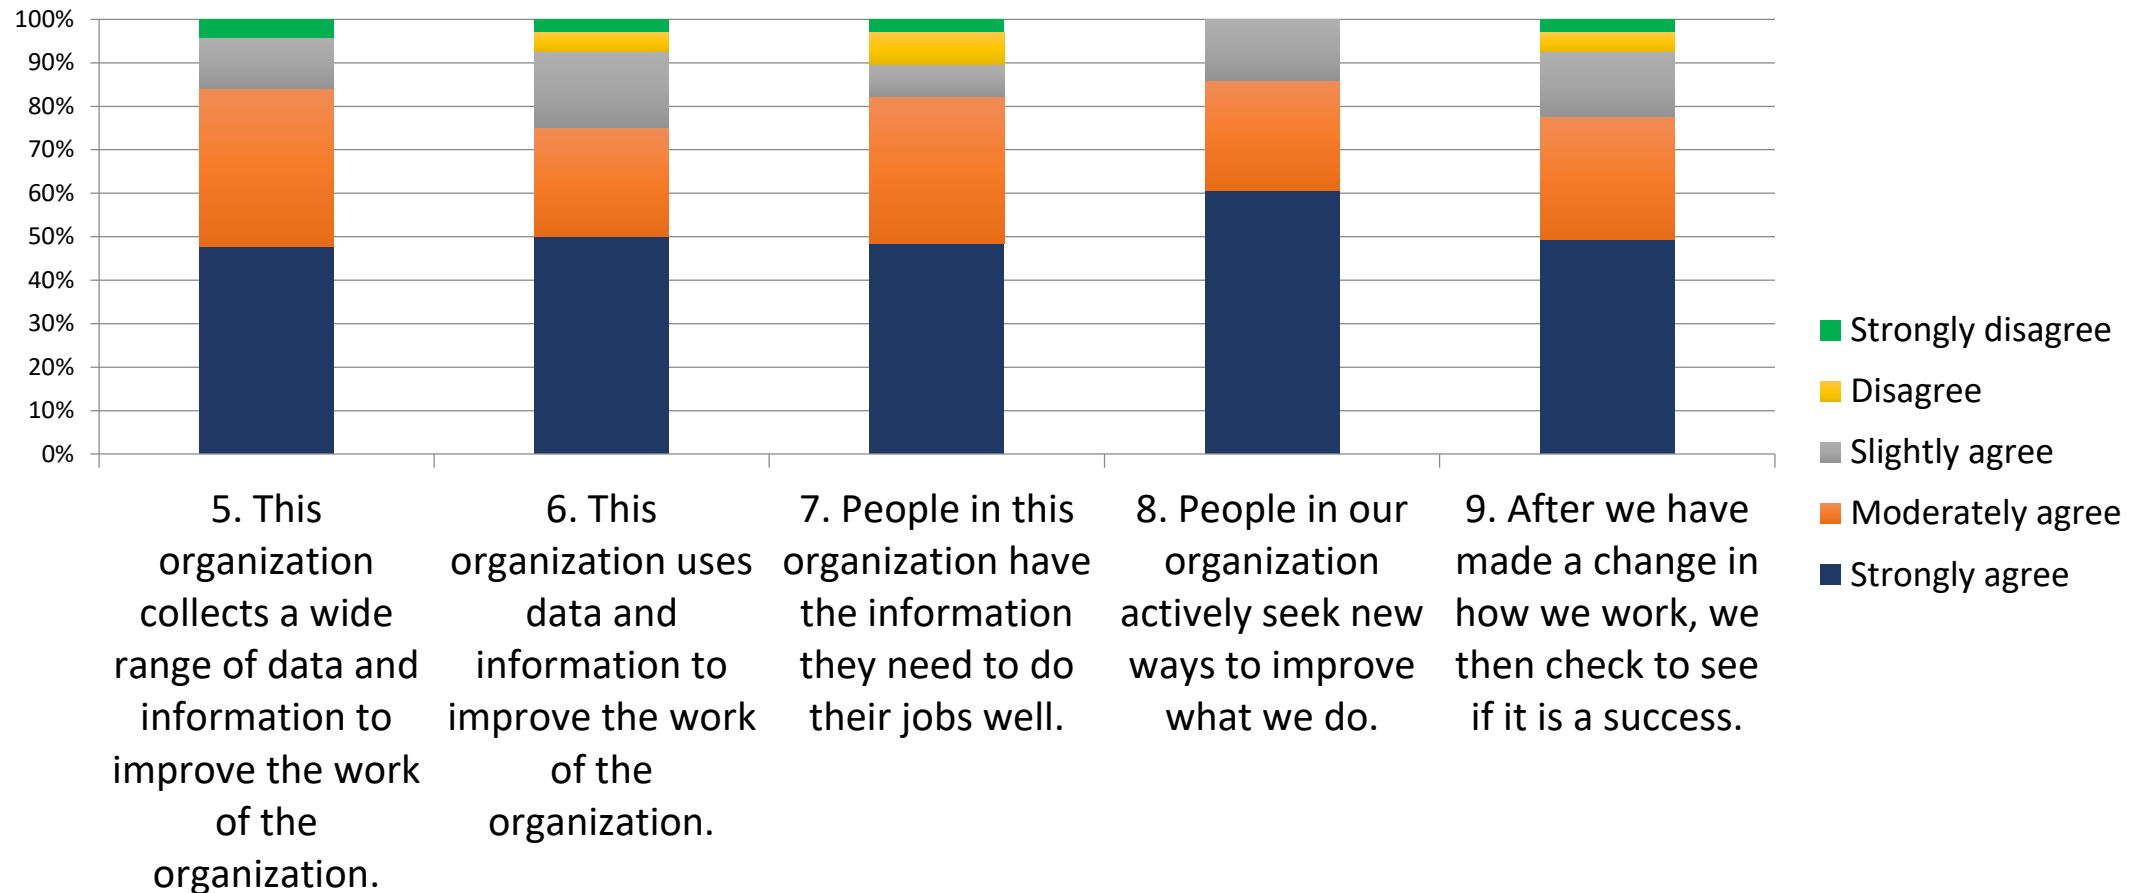 100%
90%
80%
70%
60%
50%
40%
30%
20%
10%
0%
5. This
organization
collects a wide
range of data and
information to
improve the work
of the
organization.
6. This
organization uses
data and
information to
improve the work
of the
organization.
7. People in this
organization have
the information
they need to do
their jobs well.
8. People in our
organization
actively seek new
ways to improve
what we do.
9. After we have
made a change in
how we work, we
then check to see
if it is a success.
Strongly disagree
Disagree
Slightly agree
Moderately agree
Strongly agree